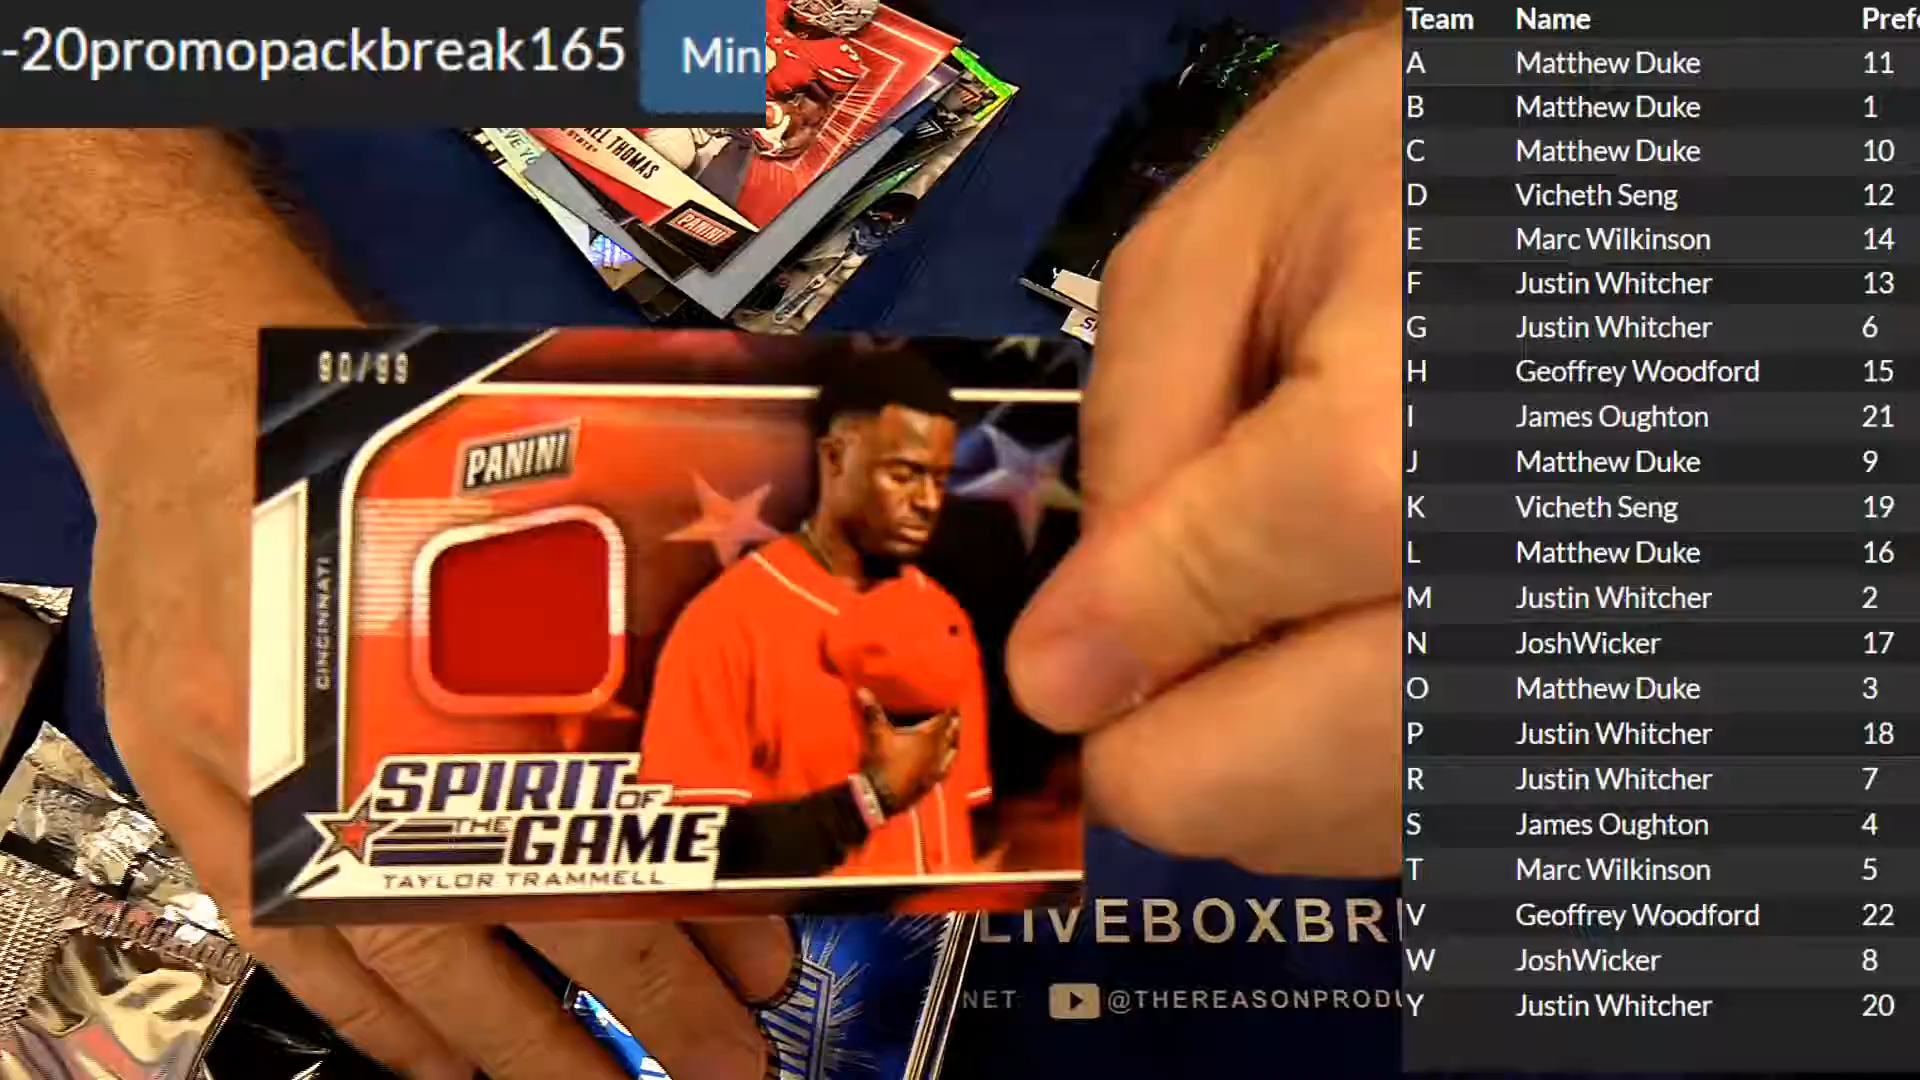 -20promopackbreak165
Min
Team Name Prefe
A Matthew Duke 11
B Matthew Duke 1
C Matthew Duke 10
D Vicheth Seng 12
E Marc Wilkinson 14
F Justin Whitcher 13
G Justin Whitcher 6
H Geoffrey Woodford 15
I James Oughton 21
J Matthew Duke 9
K Vicheth Seng 19
L Matthew Duke 16
M Justin Whitcher 2
N JoshWicker 17
O Matthew Duke 3
P Justin Whitcher 18
R Justin Whitcher 7
S James Oughton 4
T Marc Wilkinson 5
V Geoffrey Woodford 22
W JoshWicker 8
Y Justin Whitcher 20
THOMAS
PANINI
90/99
PANINI
CINCINNATI
SPIRIT OF
THE GAME
TAYLOR TRAMMELL
LIVEBOXBR
NET
@THEREASONPRODU